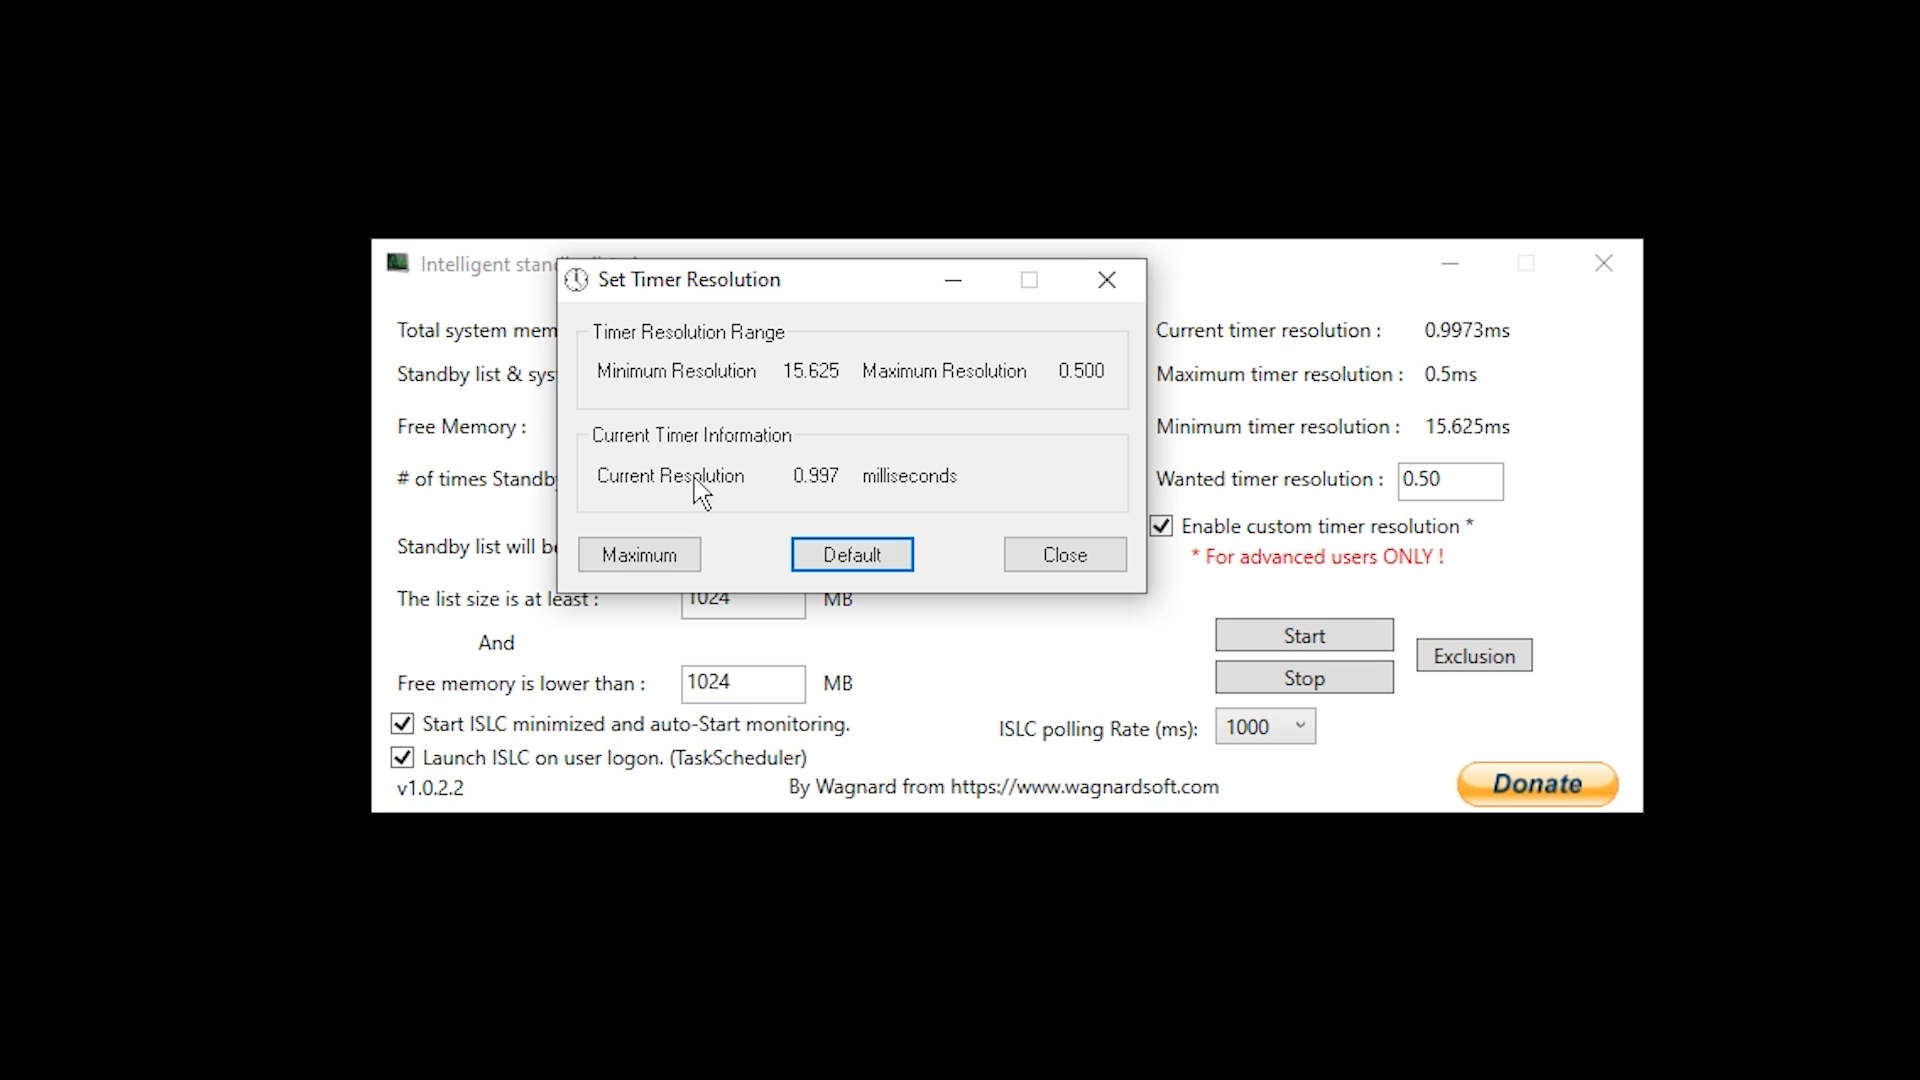 Intelligent stan
Set Timer Resolution
Timer Resolution Range
Minimum Resolution 15.625 Maximum Resolution 0.500
Current Timer Information
Current Resolution 0.997 milliseconds
Maximum Default Close
Total system mem
Standby list & sys
Free Memory :
# of times Standb
Standby list will be
The list size is at least : 1024 MB
And
Free memory is lower than : 1024 MB
Start ISLC minimized and auto-Start monitoring.
Launch ISLC on user logon. (TaskScheduler)
v1.0.2.2
By Wagnard from https://www.wagnardsoft.com
Current timer resolution : 0.9973ms
Maximum timer resolution : 0.5ms
Minimum timer resolution : 15.625ms
Wanted timer resolution : 0.50
Enable custom timer resolution *
* For advanced users ONLY !
Start
Stop
Exclusion
ISLC polling Rate (ms): 1000
Donate